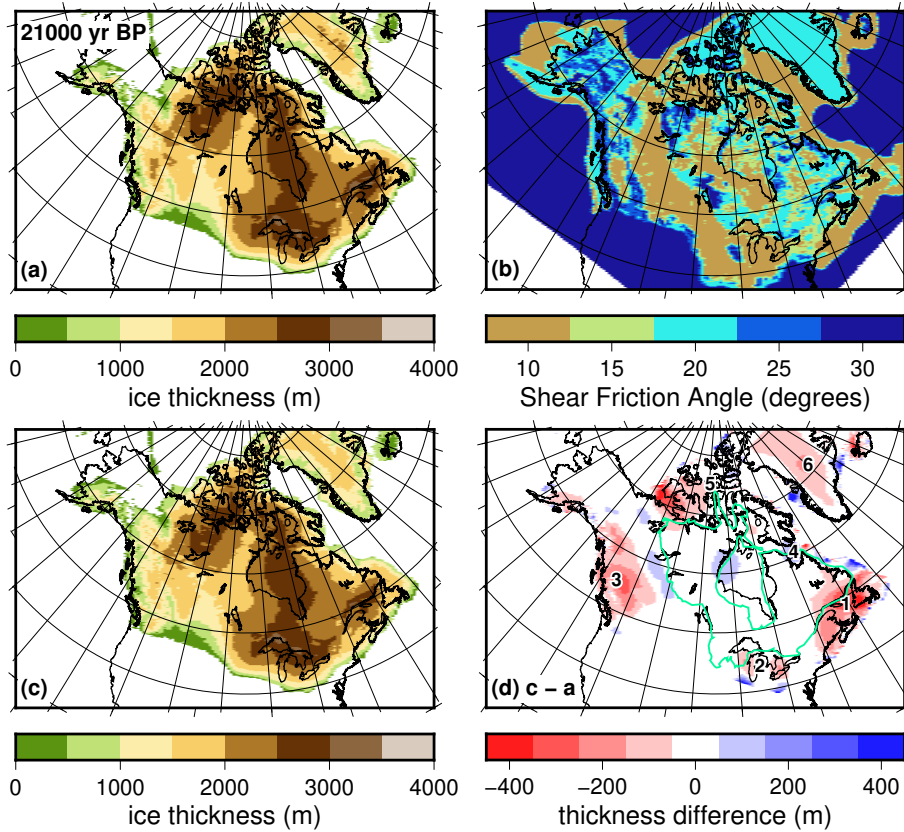 21000 yr BP
(a)
(b)
0 1000 2000 3000 4000
ice thickness (m)
10 15 20 25 30
Shear Friction Angle (degrees)
5
6
4
3
1
2
(c)
(d) c − a
0 1000 2000 3000 4000
ice thickness (m)
−400 −200 0 200 400
thickness difference (m)